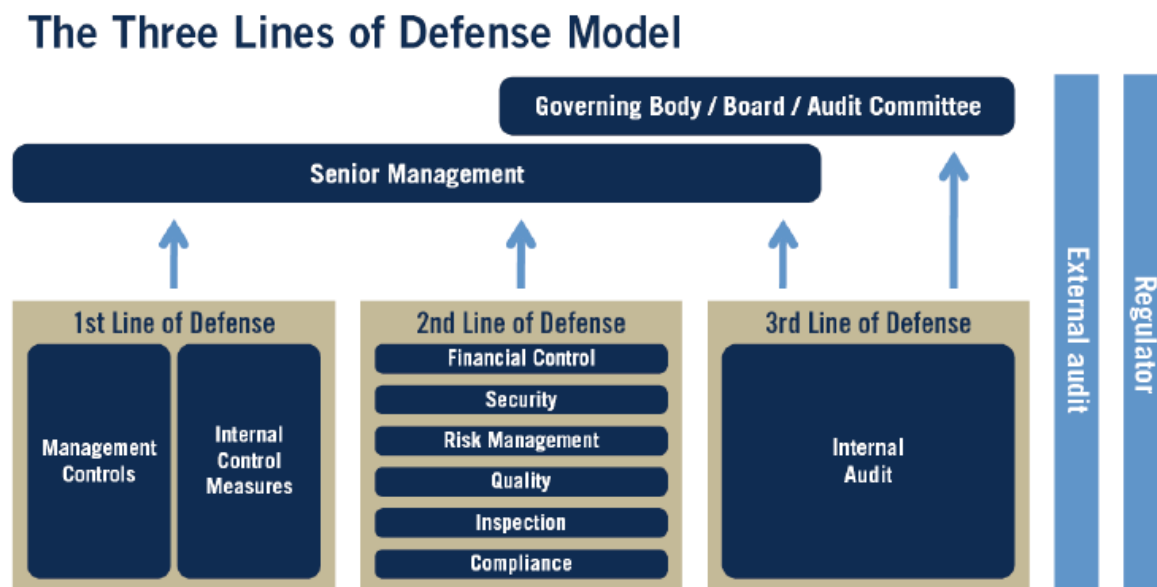 The Three Lines of Defense Model
Governing Body / Board / Audit Committee
Senior Management
1st Line of Defense
Management
Controls
Internal
Control
Measures
2nd Line of Defense
Financial Control
Security
Risk Management
Quality
Inspection
Compliance
3rd Line of Defense
Internal
Audit
External audit
Regulator